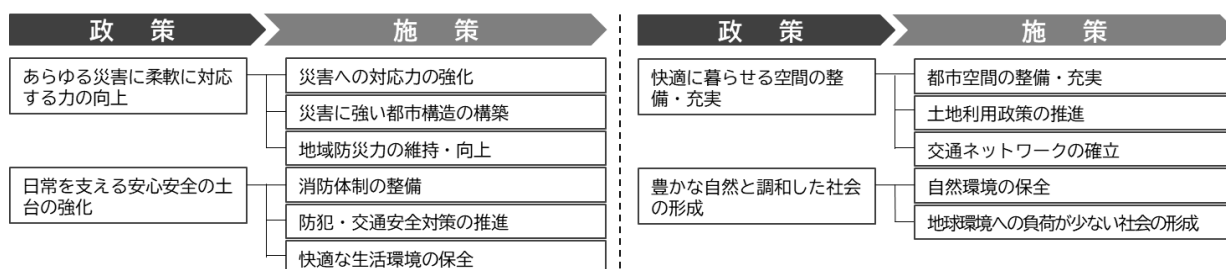 政 策
施 策
あらゆる災害に柔軟に対応
する力の向上
災害への対応力の強化
災害に強い都市構造の構築
地域防災力の維持・向上
日常を支える安心安全の土
台の強化
消防体制の整備
防犯・交通安全対策の推進
快適な生活環境の保全
政 策
施 策
快適に暮らせる空間の整
備・充実
都市空間の整備・充実
土地利用政策の推進
交通ネットワークの確立
豊かな自然と調和した社会
の形成
自然環境の保全
地球環境への負荷が少ない社会の形成